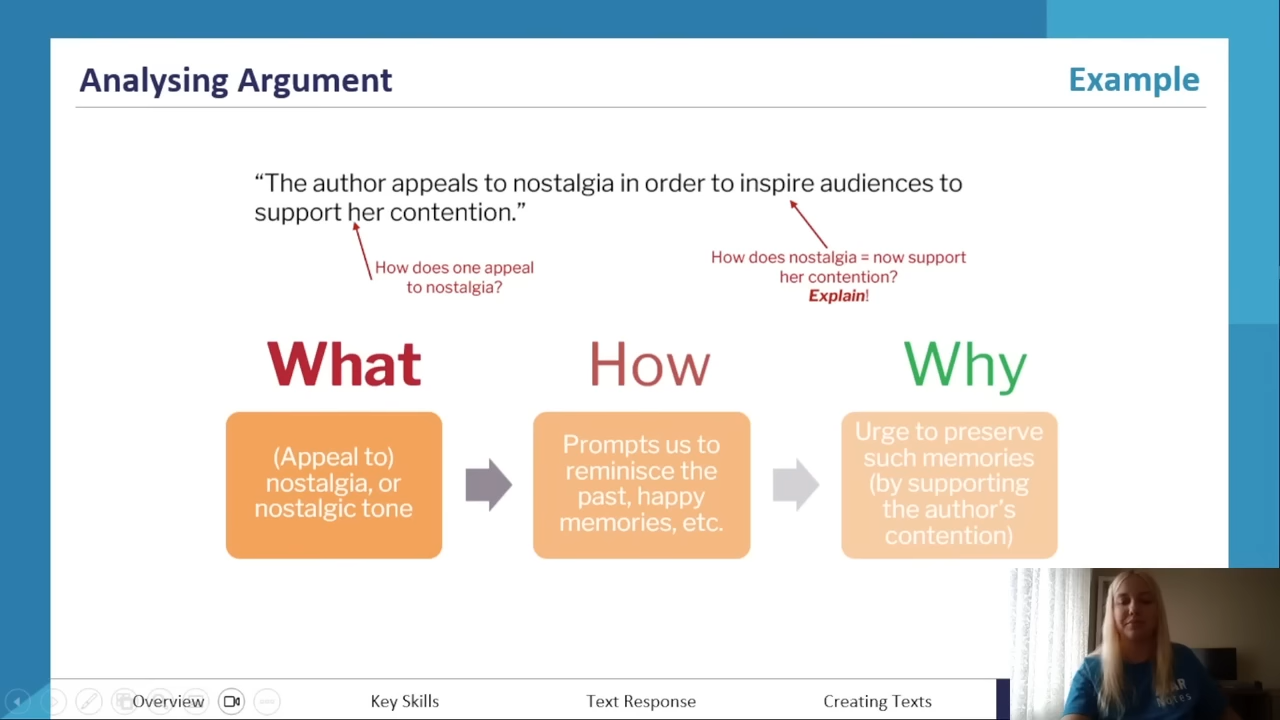 Analysing Argument
Example
“The author appeals to nostalgia in order to inspire audiences to
support her contention.”
How does one appeal
to nostalgia?
How does nostalgia = now support
her contention?
Explain!
What
How
Why
(Appeal to)
nostalgia, or
nostalgic tone
Prompts us to
reminisce the
past, happy
memories, etc.
Urge to preserve
such memories
(by supporting
the author’s
contention)
Overview
Key Skills
Text Response
Creating Texts
Notes